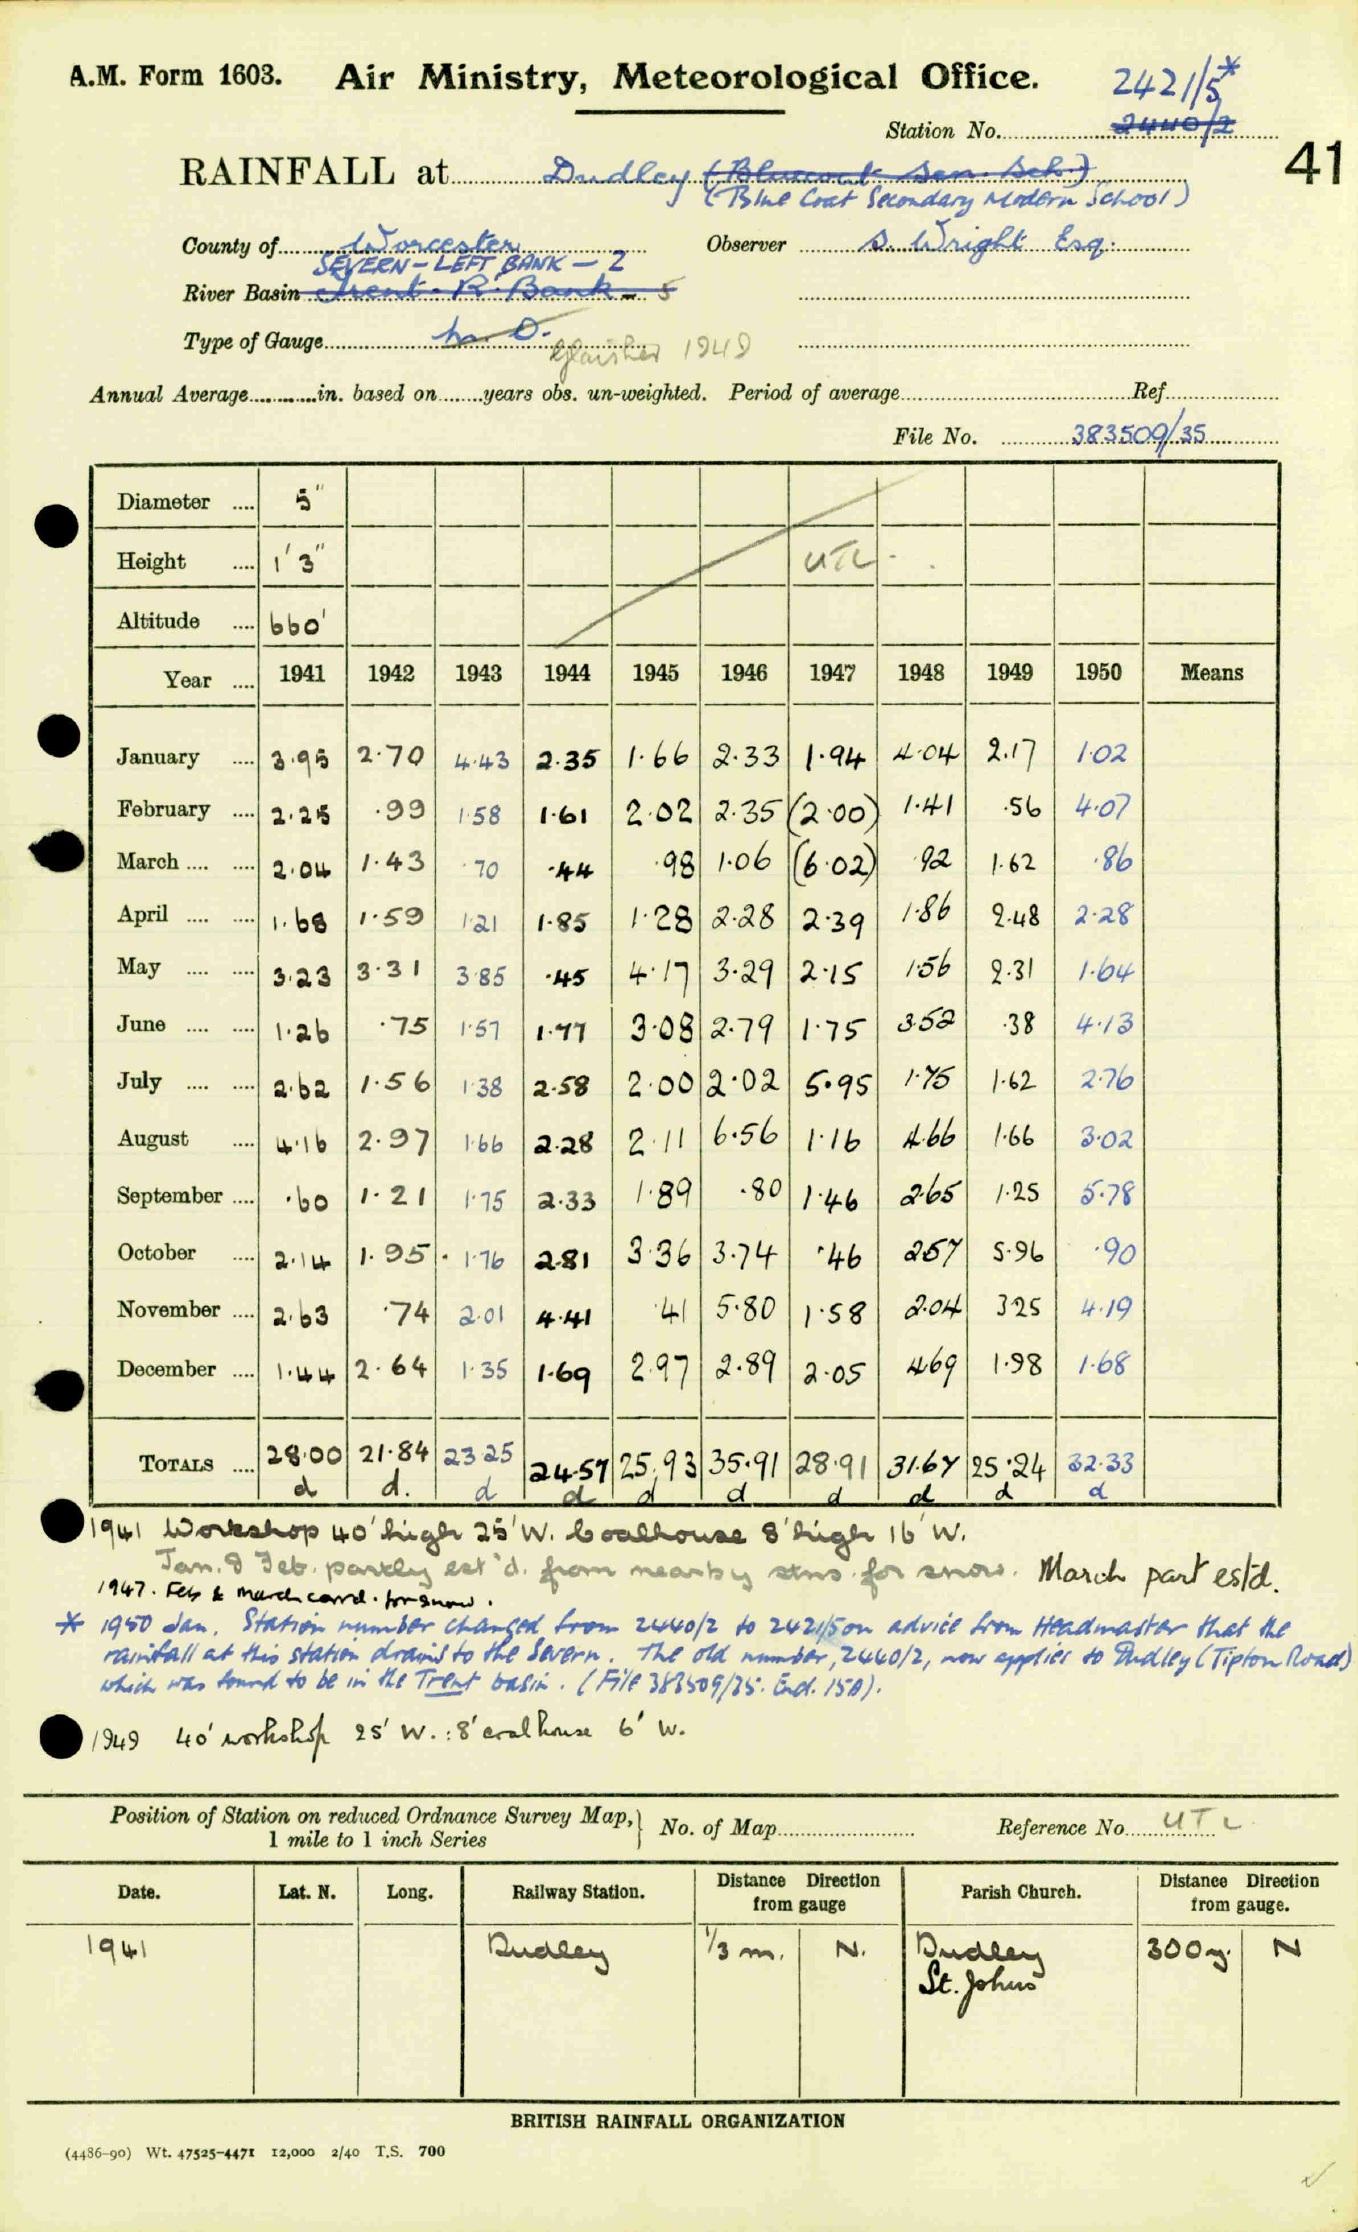 A.M. Form 1603. Air Ministry, Meteorological Office.
2421/5*
Station No. 2440/2
41
RAINFALL at Dudley (Bluecoat Sen. Sch.)
(Blue Coat Secondary Modern School)
County of Worcester Observer S. Wright Esq.
SEVERN – LEFT BANK – 2
River Basin Trent - R. Bank - 5
Type of Gauge M. O. Glaisher 1949
Annual Average in. based on years obs. un-weighted. Period of average Ref
File No. 383509/35
Diameter 5"
Height 1'3" UTL
Altitude 660'
Year 1941 1942 1943 1944 1945 1946 1947 1948 1949 1950 Means
January 3.95 2.70 4.43 2.35 1.66 2.33 1.94 4.04 2.17 1.02
February 2.25 .99 1.58 1.61 2.02 2.35 (2.00) 1.41 .56 4.07
March 2.04 1.43 .70 .44 .98 1.06 (6.02) .92 1.62 .86
April 1.68 1.59 1.21 1.85 1.28 2.28 2.39 1.86 2.48 2.28
May 3.23 3.31 3.85 .45 4.17 3.29 2.15 1.56 2.31 1.64
June 1.26 .75 1.57 1.77 3.08 2.79 1.75 3.52 .38 4.13
July 2.62 1.56 1.38 2.58 2.00 2.02 5.95 1.75 1.62 2.76
August 4.16 2.97 1.66 2.28 2.11 6.56 1.16 4.66 1.66 3.02
September .60 1.21 1.75 2.33 1.89 .80 1.46 2.65 1.25 5.78
October 2.14 1.95 1.76 2.81 3.36 3.74 .46 2.57 5.96 .90
November 2.63 .74 2.01 4.41 .41 5.80 1.58 2.04 3.25 4.19
December 1.44 2.64 1.35 1.69 2.97 2.89 2.05 4.69 1.98 1.68
TOTALS 28.00 21.84 23.25 24.57 25.93 35.91 28.91 31.67 25.24 32.33
d d. d d d d d d d d
1941 Workshop 40' high 25' W. Coalhouse 8' high 16' W.
Jan. & Feb. partly est'd. from nearby stns. for snow. March part est'd.
1947. Feb & March corrd. for snow.
* 1950 Jan. Station number changed from 2440/2 to 2421/5 on advice from Headmaster that the
rainfall at this station drains to the Severn. The old number, 2440/2, now applies to Dudley (Tipton Road)
which was found to be in the Trent basin. (File 383509/35. Encl. 15A).
1949 40' workshop 25' W. : 8' coalhouse 6' W.
Position of Station on reduced Ordnance Survey Map,
1 mile to 1 inch Series
No. of Map Reference No. UTL
Date. Lat. N. Long. Railway Station. Distance from gauge Direction Parish Church. Distance from gauge. Direction
1941 Dudley 1/3 m. N. Dudley 300y. N
St. Johns
BRITISH RAINFALL ORGANIZATION
(4486-90) Wt. 47525-4471 12,000 2/40 T.S. 700